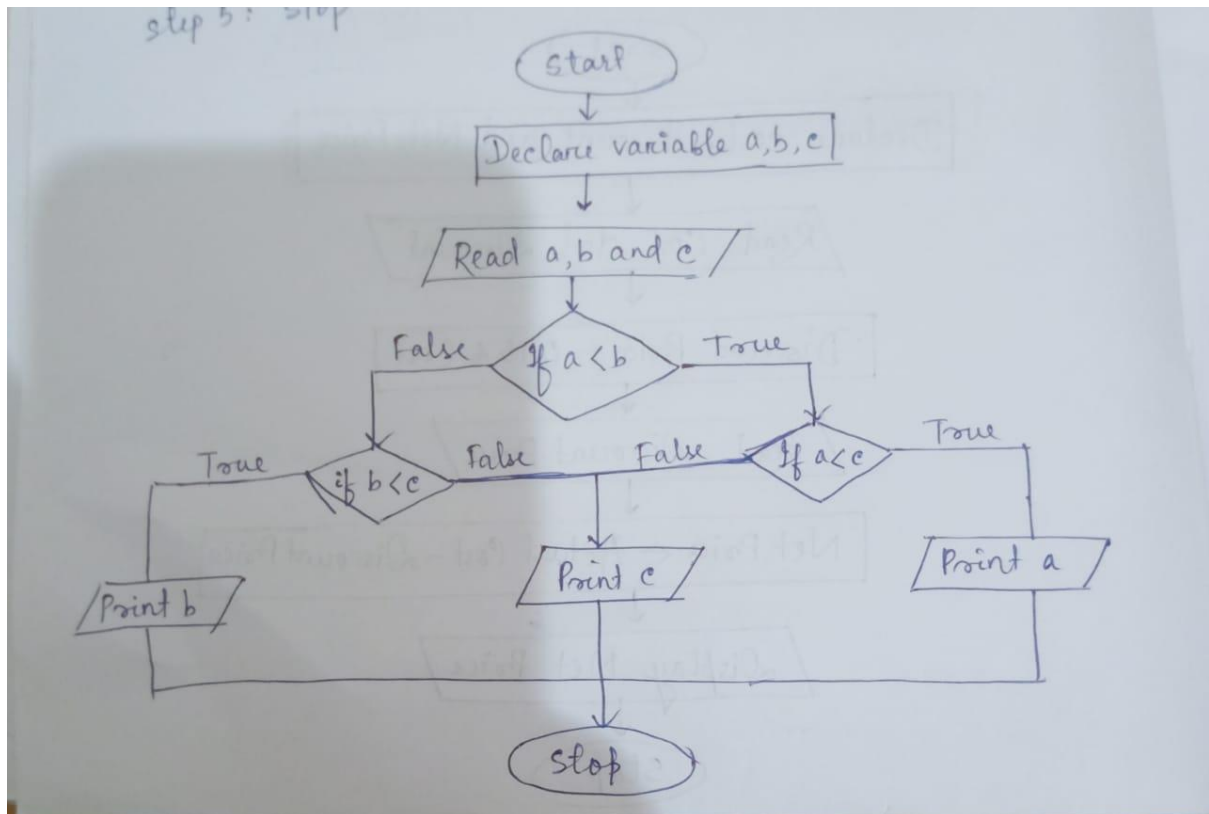 step 5: stop
Start
Declare variable a,b,c
Read a,b and c
If a<b
False
True
if b<c
True
False
If a<c
False
True
Print b
Print c
Print a
Stop